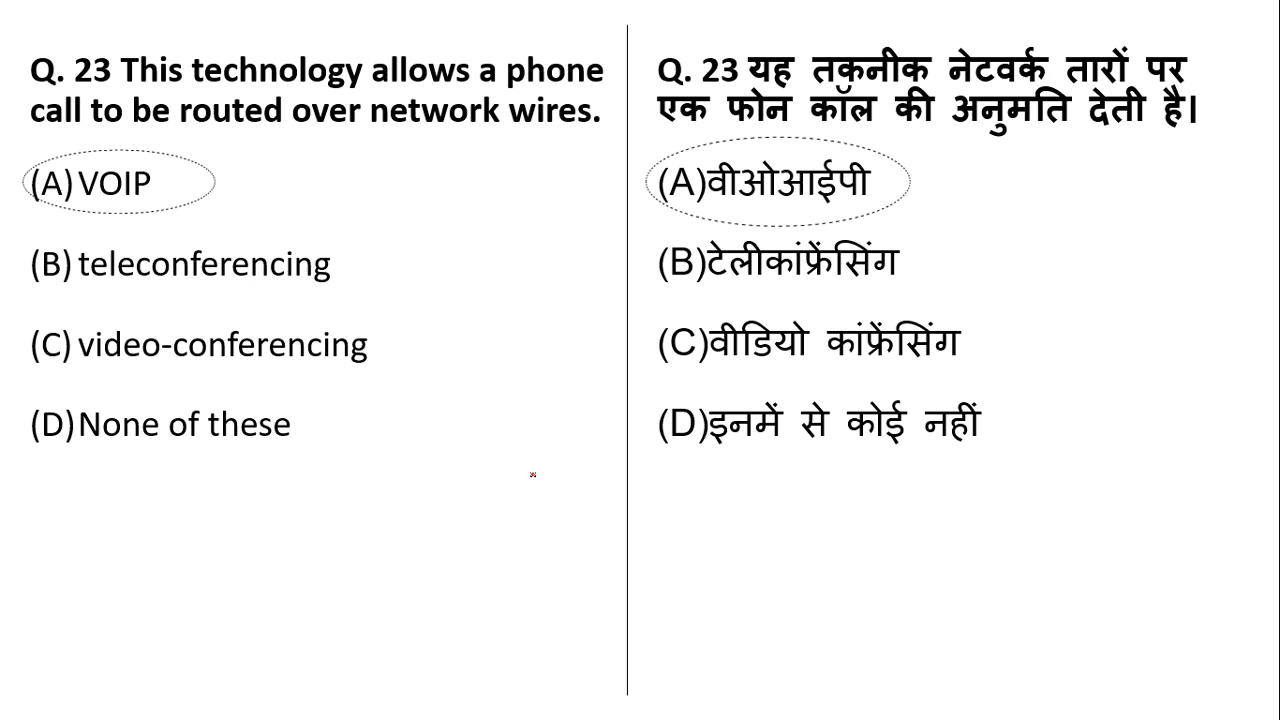 Q. 23 This technology allows a phone
call to be routed over network wires.
(A) VOIP
(B) teleconferencing
(C) video-conferencing
(D) None of these
Q. 23 यह तकनीक नेटवर्क तारों पर
एक फोन कॉल की अनुमति देती है।
(A)वीओआईपी
(B)टेलीकांफ्रेंसिंग
(C)वीडियो कांफ्रेंसिंग
(D)इनमें से कोई नहीं